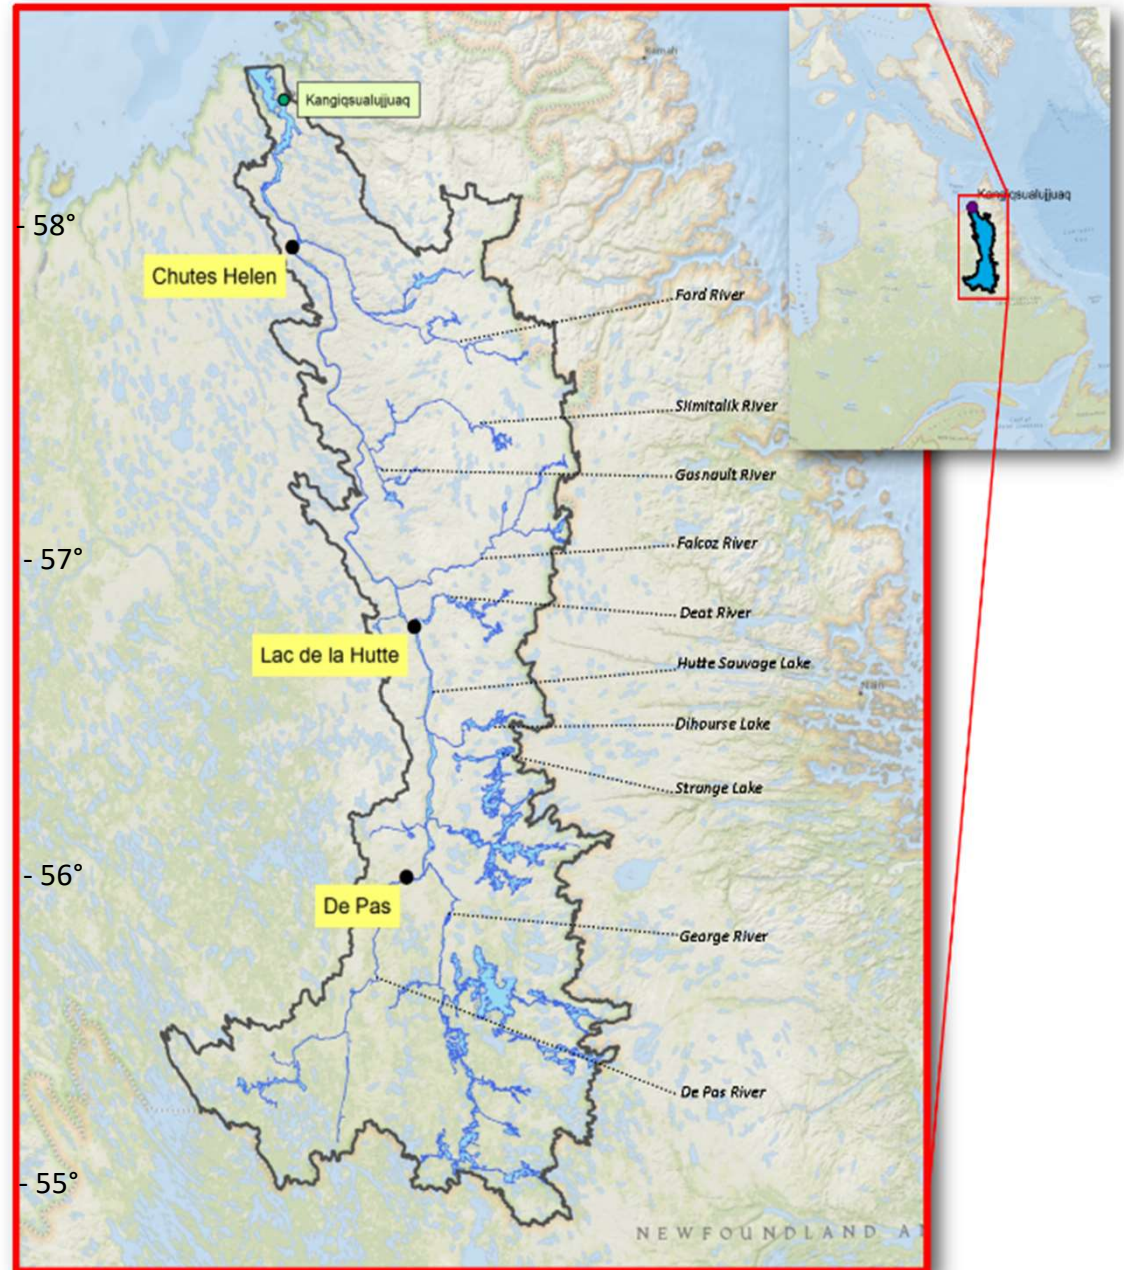 Kangiqsualujjuaq
Kangiqsualujjuaq
- 58°
Chutes Helen
Ford River
Siimitalik River
Gasnault River
- 57°
Falcoz River
Deat River
Lac de la Hutte
Hutte Sauvage Lake
Nain
Dihourse Lake
Strange Lake
- 56°
De Pas
George River
De Pas River
- 55°
NEWFOUNDLAND A